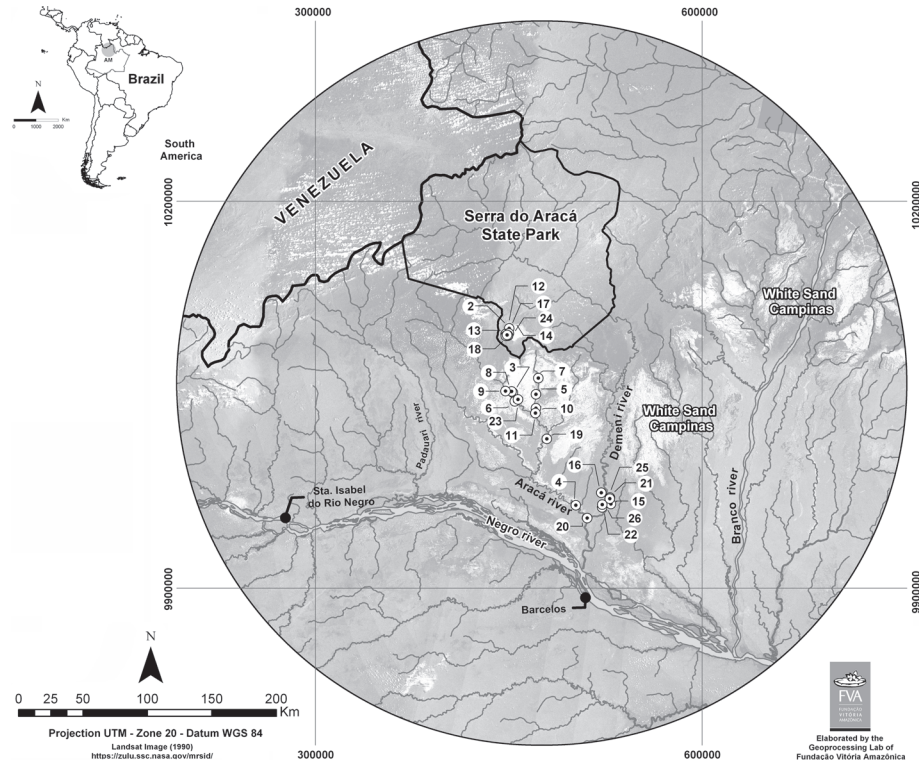 300000
600000
AM
Brazil
N
0 1000 2000 Km
South
America
VENEZUELA
10200000
10200000
Serra do Aracá
State Park
White Sand
Campinas
12
2
17
24
13
14
18
3
8
7
9
5
6
10
23
11
19
Demeni river
White Sand
Campinas
Padauari river
16
25
4
21
15
Aracá river
20
26
22
Sta. Isabel
do Rio Negro
Negro river
Branco river
9900000
9900000
Barcelos
N
0 25 50 100 150 200
Km
Projection UTM - Zone 20 - Datum WGS 84
Landsat Image (1990)
https://zulu.ssc.nasa.gov/mrsid/
300000
600000
FVA
FUNDAÇÃO
VITÓRIA
AMAZÔNICA
Elaborated by the
Geoprocessing Lab of
Fundação Vitória Amazônica